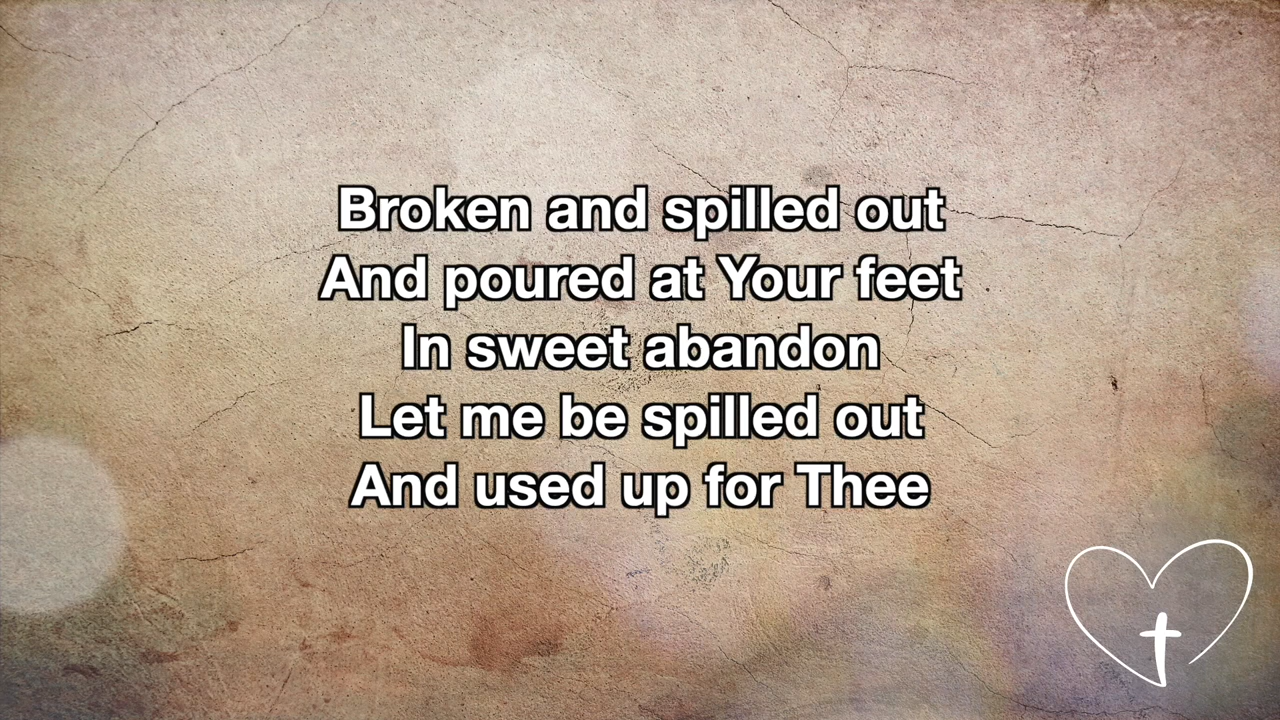 Broken and spilled out
And poured at Your feet
In sweet abandon
Let me be spilled out
And used up for Thee